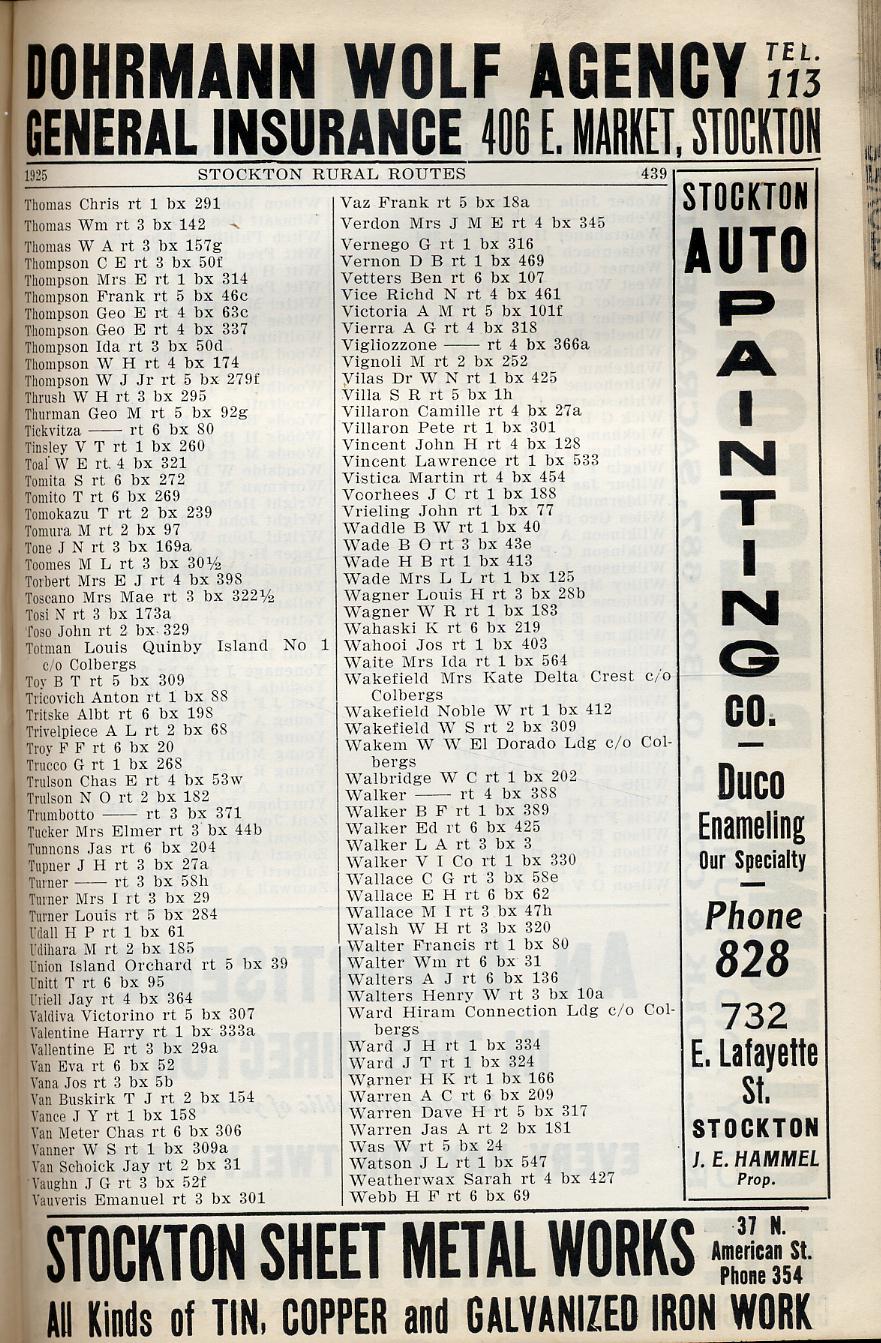 DOHRMANN WOLF AGENCY TEL. 113
GENERAL INSURANCE 406 E. MARKET, STOCKTON
1925 STOCKTON RURAL ROUTES 439
Thomas Chris rt 1 bx 291
Thomas Wm rt 3 bx 142
Thomas W A rt 3 bx 157g
Thompson C E rt 3 bx 50f
Thompson Mrs E rt 1 bx 314
Thompson Frank rt 5 bx 46c
Thompson Geo E rt 4 bx 63c
Thompson Geo E rt 4 bx 337
Thompson Ida rt 3 bx 50d
Thompson W H rt 4 bx 174
Thompson W J Jr rt 5 bx 279f
Thrush W H rt 3 bx 295
Thurman Geo M rt 5 bx 92g
Tickvitza —— rt 6 bx 80
Tinsley V T rt 1 bx 260
Toal W E rt. 4 bx 321
Tomita S rt 6 bx 272
Tomito T rt 6 bx 269
Tomokazu T rt 2 bx 239
Tomura M rt 2 bx 97
Tone J N rt 3 bx 169a
Toomes M L rt 3 bx 30½
Torbert Mrs E J rt 4 bx 398
Toscano Mrs Mae rt 3 bx 322½
Tosi N rt 3 bx 173a
Toso John rt 2 bx 329
Totman Louis Quinby Island No 1
c/o Colbergs
Toy B T rt 5 bx 309
Tricovich Anton rt 1 bx 88
Tritske Albt rt 6 bx 198
Trivelpiece A L rt 2 bx 68
Troy F F rt 6 bx 20
Trucco G rt 1 bx 268
Trulson Chas E rt 4 bx 53w
Trulson N O rt 2 bx 182
Trumbotto —— rt 3 bx 371
Tucker Mrs Elmer rt 3 bx 44b
Tunnons Jas rt 6 bx 204
Tupner J H rt 3 bx 27a
Turner —— rt 3 bx 58h
Turner Mrs I rt 3 bx 29
Turner Louis rt 5 bx 284
Udall H P rt 1 bx 61
Udihara M rt 2 bx 185
Union Island Orchard rt 5 bx 39
Unitt T rt 6 bx 95
Uriell Jay rt 4 bx 364
Valdiva Victorino rt 5 bx 307
Valentine Harry rt 1 bx 333a
Vallentine E rt 3 bx 29a
Van Eva rt 6 bx 52
Vana Jos rt 3 bx 5b
Van Buskirk T J rt 2 bx 154
Vance J Y rt 1 bx 158
Van Meter Chas rt 6 bx 306
Vanner W S rt 1 bx 309a
Van Schoick Jay rt 2 bx 31
Vaughn J G rt 3 bx 52f
Vauveris Emanuel rt 3 bx 301
Vaz Frank rt 5 bx 18a
Verdon Mrs J M E rt 4 bx 345
Vernego G rt 1 bx 316
Vernon D B rt 1 bx 469
Vetters Ben rt 6 bx 107
Vice Richd N rt 4 bx 461
Victoria A M rt 5 bx 101f
Vierra A G rt 4 bx 318
Vigliozzone —— rt 4 bx 366a
Vignoli M rt 2 bx 252
Vilas Dr W N rt 1 bx 425
Villa S R rt 5 bx 1h
Villaron Camille rt 4 bx 27a
Villaron Pete rt 1 bx 301
Vincent John H rt 4 bx 128
Vincent Lawrence rt 1 bx 533
Vistica Martin rt 4 bx 454
Voorhees J C rt 1 bx 188
Vrieling John rt 1 bx 77
Waddle B W rt 1 bx 40
Wade B O rt 3 bx 43e
Wade H B rt 1 bx 413
Wade Mrs L L rt 1 bx 125
Wagner Louis H rt 3 bx 28b
Wagner W R rt 1 bx 183
Wahaski K rt 6 bx 219
Wahooi Jos rt 1 bx 403
Waite Mrs Ida rt 1 bx 564
Wakefield Mrs Kate Delta Crest c/o
Colbergs
Wakefield Noble W rt 1 bx 412
Wakefield W S rt 2 bx 309
Wakem W W El Dorado Ldg c/o Col-
bergs
Walbridge W C rt 1 bx 202
Walker —— rt 4 bx 388
Walker B F rt 1 bx 389
Walker Ed rt 6 bx 425
Walker L A rt 3 bx 3
Walker V I Co rt 1 bx 330
Wallace C G rt 3 bx 58e
Wallace E H rt 6 bx 62
Wallace M I rt 3 bx 47h
Walsh W H rt 3 bx 320
Walter Francis rt 1 bx 80
Walter Wm rt 6 bx 31
Walters A J rt 6 bx 136
Walters Henry W rt 3 bx 10a
Ward Hiram Connection Ldg c/o Col-
bergs
Ward J H rt 1 bx 334
Ward J T rt 1 bx 324
Warner H K rt 1 bx 166
Warren A C rt 6 bx 209
Warren Dave H rt 5 bx 317
Warren Jas A rt 2 bx 181
Was W rt 5 bx 24
Watson J L rt 1 bx 547
Weatherwax Sarah rt 4 bx 427
Webb H F rt 6 bx 69
STOCKTON
AUTO
PAINTING
CO.
—
Duco
Enameling
Our Specialty
—
Phone
828
732
E. Lafayette
St.
STOCKTON
J. E. HAMMEL
Prop.
STOCKTON SHEET METAL WORKS
37 N.
American St.
Phone 354
All Kinds of TIN, COPPER and GALVANIZED IRON WORK